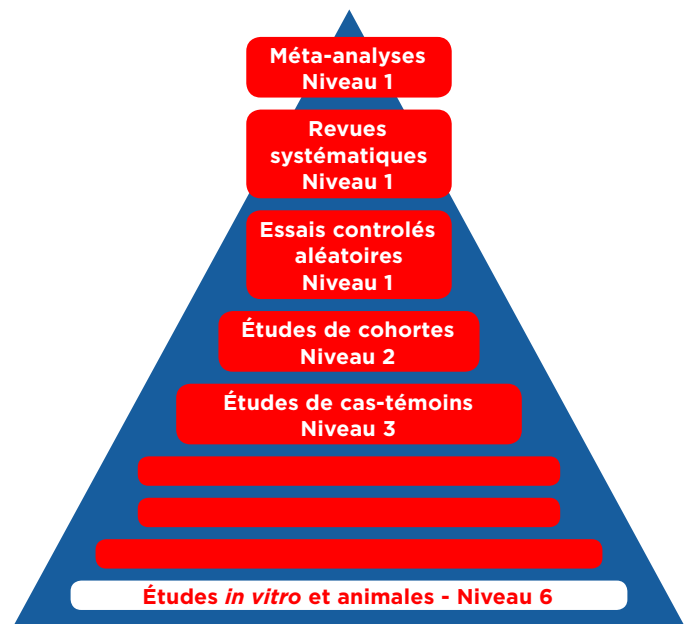 Méta-analyses
Niveau 1
Revues
systématiques
Niveau 1
Essais controlés
aléatoires
Niveau 1
Études de cohortes
Niveau 2
Études de cas-témoins
Niveau 3
Études in vitro et animales - Niveau 6